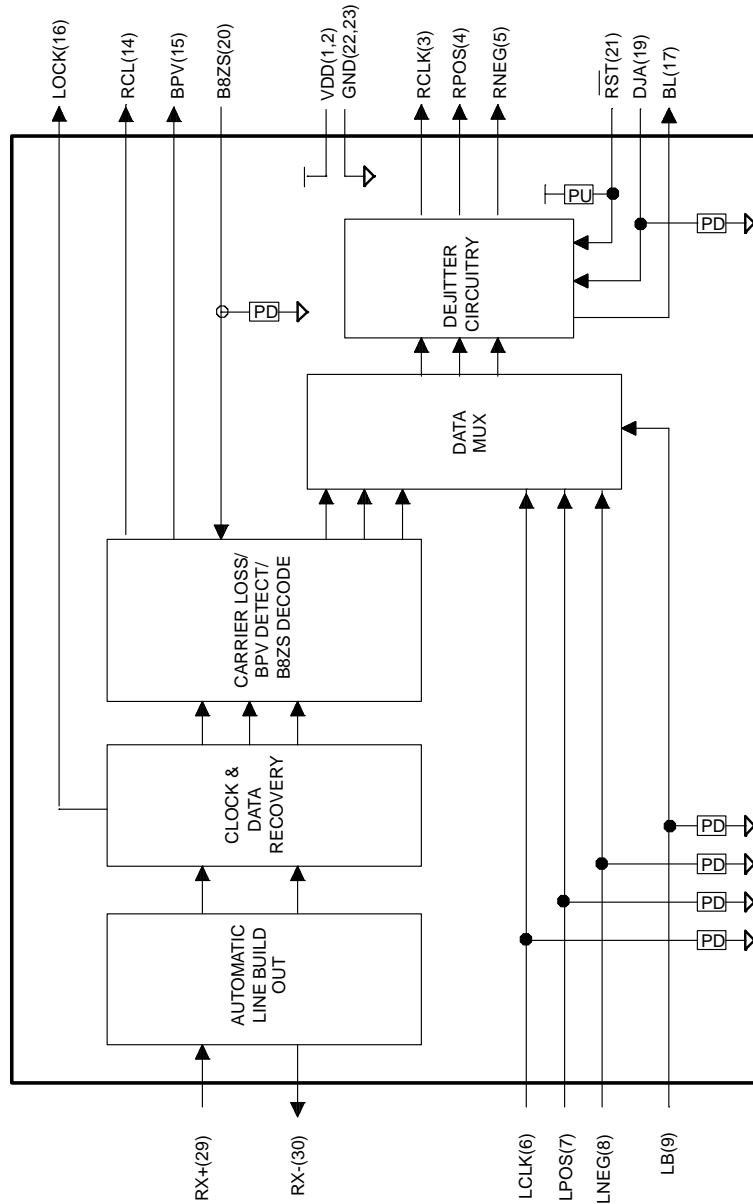 LOCK(16)
RCL(14)
BPV(15)
B8ZS(20)
VDD(1,2)
GND(22,23)
RCLK(3)
RPOS(4)
RNEG(5)
RST(21)
DJA(19)
BL(17)
PU
PD
PD
DEJITTER
CIRCUITRY
DATA
MUX
CARRIER LOSS/
BPV DETECT/
B8ZS DECODE
CLOCK &
DATA
RECOVERY
AUTOMATIC
LINE BUILD
OUT
PD
PD
PD
PD
RX+(29)
RX-(30)
LCLK(6)
LPOS(7)
LNEG(8)
LB(9)